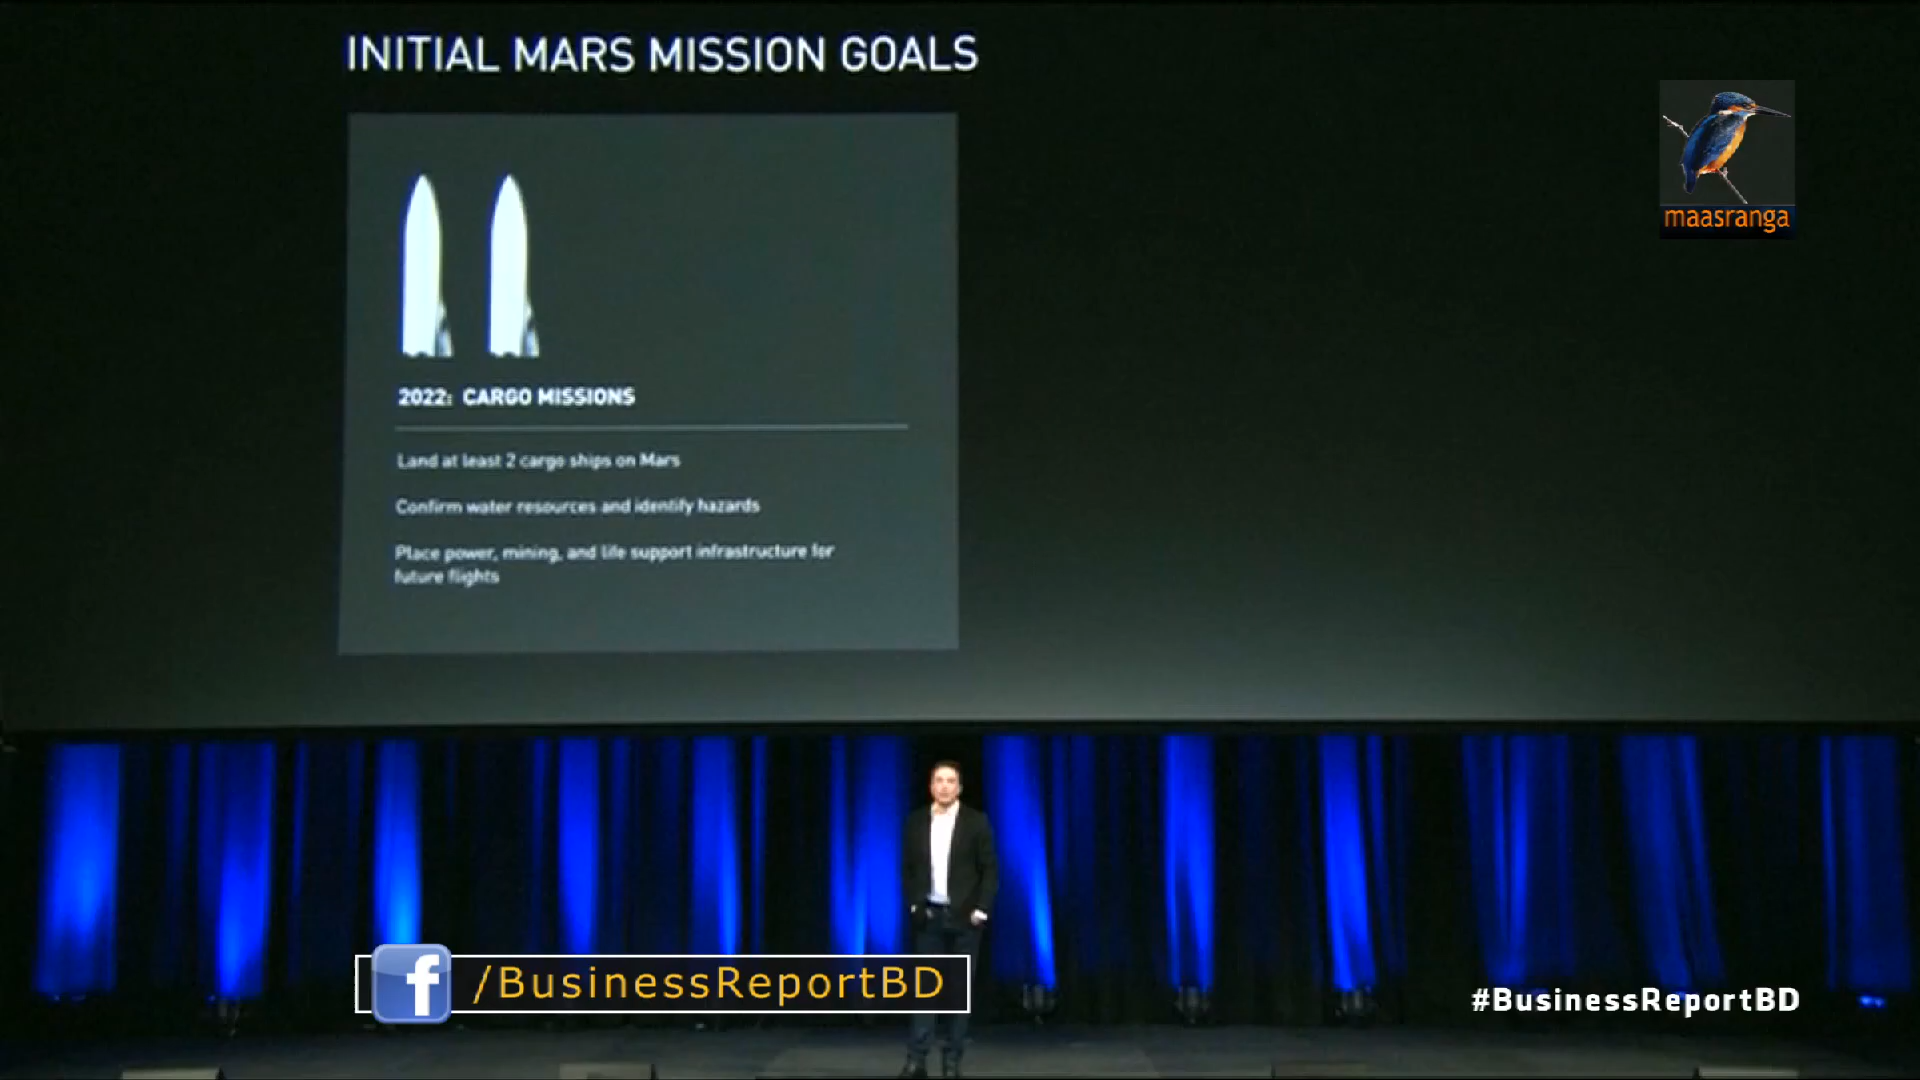 INITIAL MARS MISSION GOALS
maasranga
2022: CARGO MISSIONS
Land at least 2 cargo ships on Mars
Confirm water resources and identify hazards
Place power, mining, and life support infrastructure for
future flights
f /BusinessReportBD
#BusinessReportBD